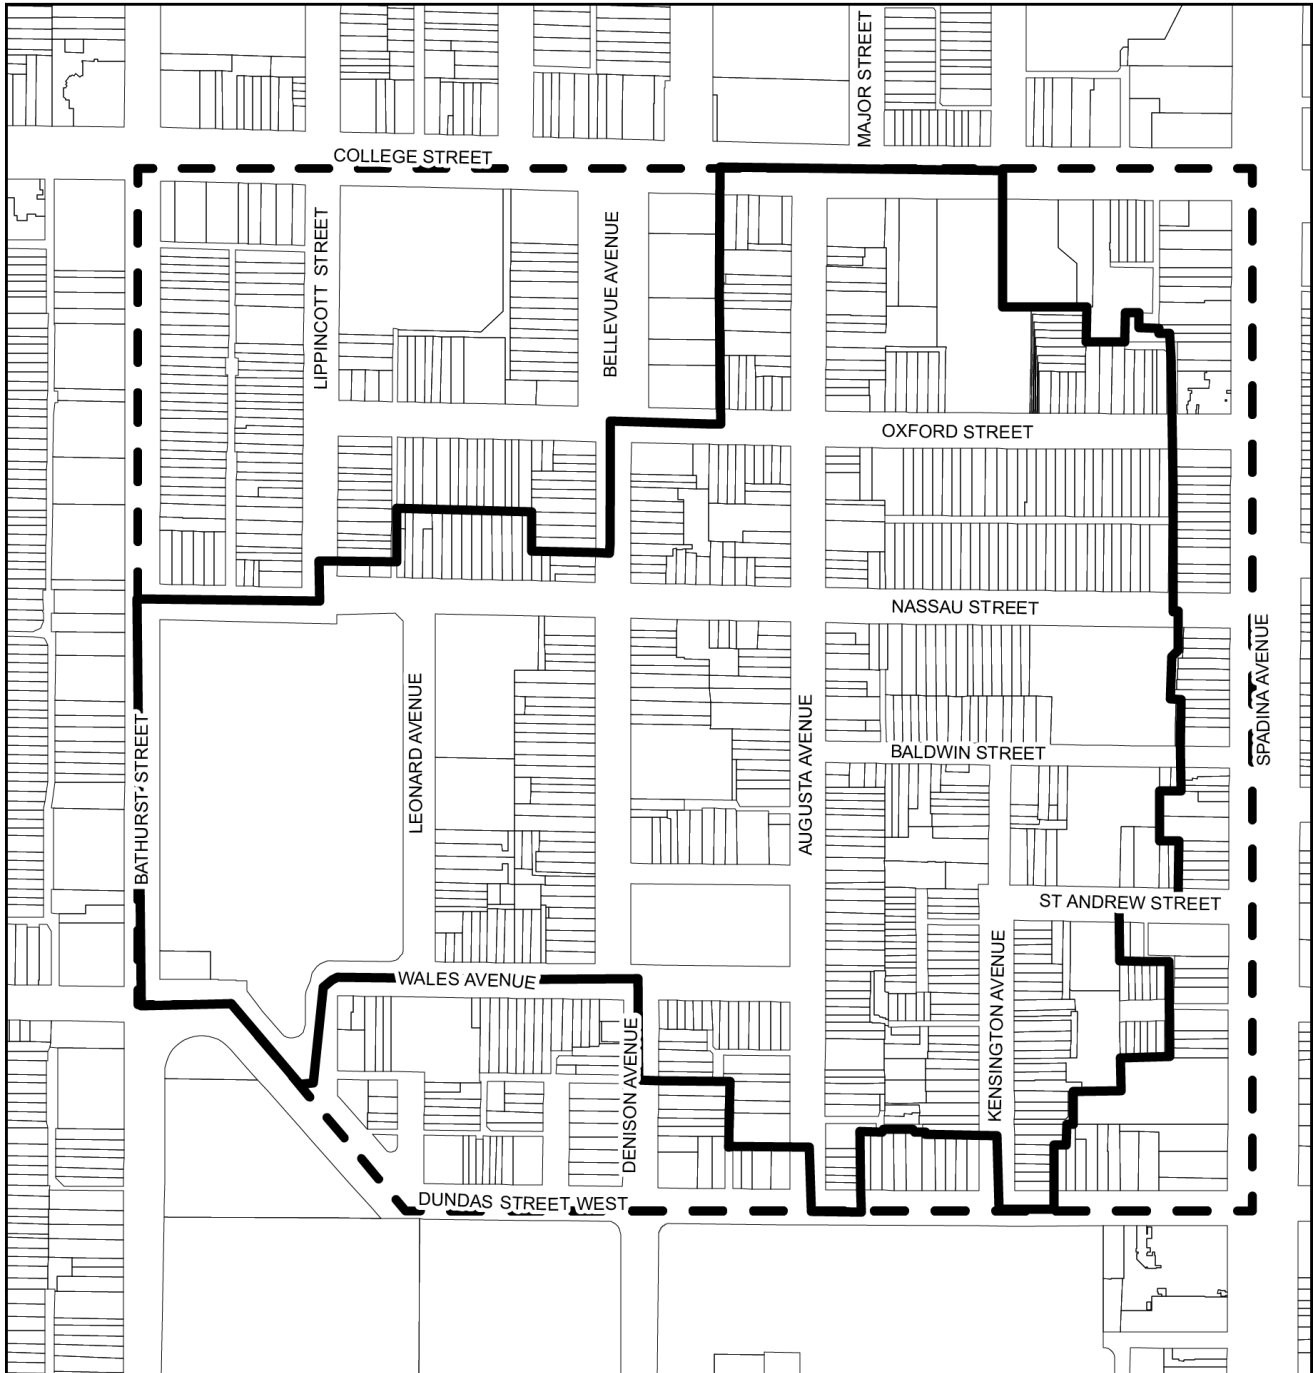 MAJOR STREET
COLLEGE STREET
LIPPINCOTT STREET
BELLEVUE AVENUE
OXFORD STREET
NASSAU STREET
SPADINA AVENUE
LEONARD AVENUE
AUGUSTA AVENUE
BALDWIN STREET
BATHURST STREET
ST ANDREW STREET
KENSINGTON AVENUE
WALES AVENUE
DENISON AVENUE
DUNDAS STREET WEST